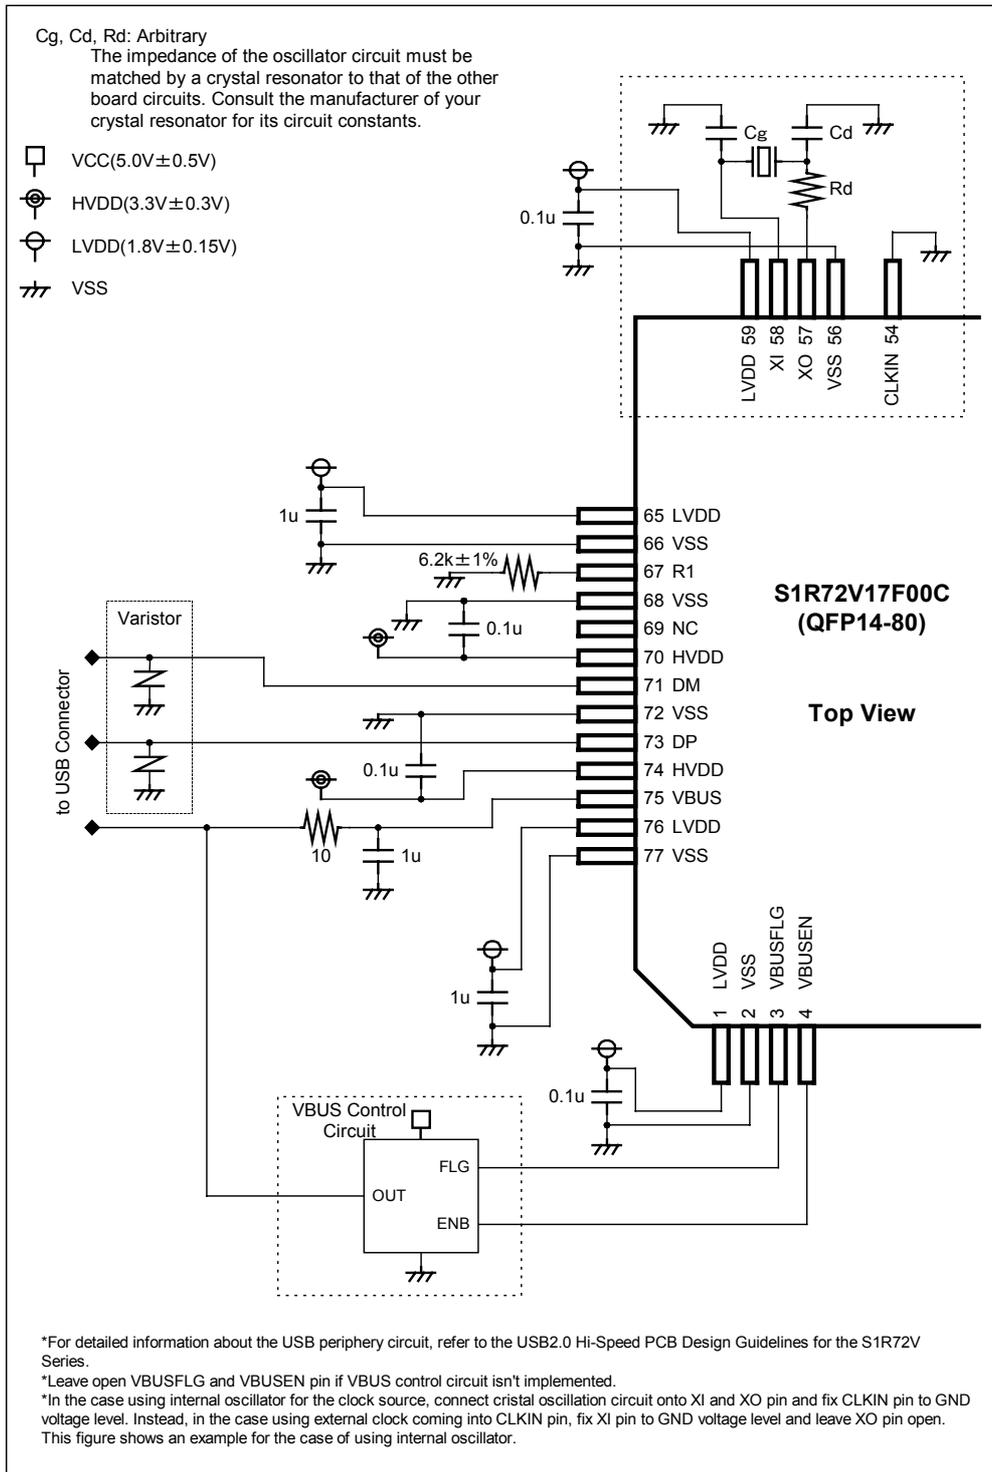 Cg, Cd, Rd: Arbitrary
The impedance of the oscillator circuit must be
matched by a crystal resonator to that of the other
board circuits. Consult the manufacturer of your
crystal resonator for its circuit constants.
VCC(5.0V±0.5V)
HVDD(3.3V±0.3V)
LVDD(1.8V±0.15V)
VSS
Cg
Cd
Rd
0.1u
LVDD 59
XI 58
XO 57
VSS 56
CLKIN 54
1u
65 LVDD
66 VSS
6.2k±1%
67 R1
68 VSS
0.1u
69 NC
70 HVDD
71 DM
72 VSS
73 DP
0.1u
74 HVDD
75 VBUS
76 LVDD
77 VSS
S1R72V17F00C
(QFP14-80)
Top View
Varistor
to USB Connector
10
1u
1u
1 LVDD
2 VSS
3 VBUSFLG
4 VBUSEN
0.1u
VBUS Control
Circuit
FLG
OUT
ENB
*For detailed information about the USB periphery circuit, refer to the USB2.0 Hi-Speed PCB Design Guidelines for the S1R72V
Series.
*Leave open VBUSFLG and VBUSEN pin if VBUS control circuit isn't implemented.
*In the case using internal oscillator for the clock source, connect cristal oscillation circuit onto XI and XO pin and fix CLKIN pin to GND
voltage level. Instead, in the case using external clock coming into CLKIN pin, fix XI pin to GND voltage level and leave XO pin open.
This figure shows an example for the case of using internal oscillator.